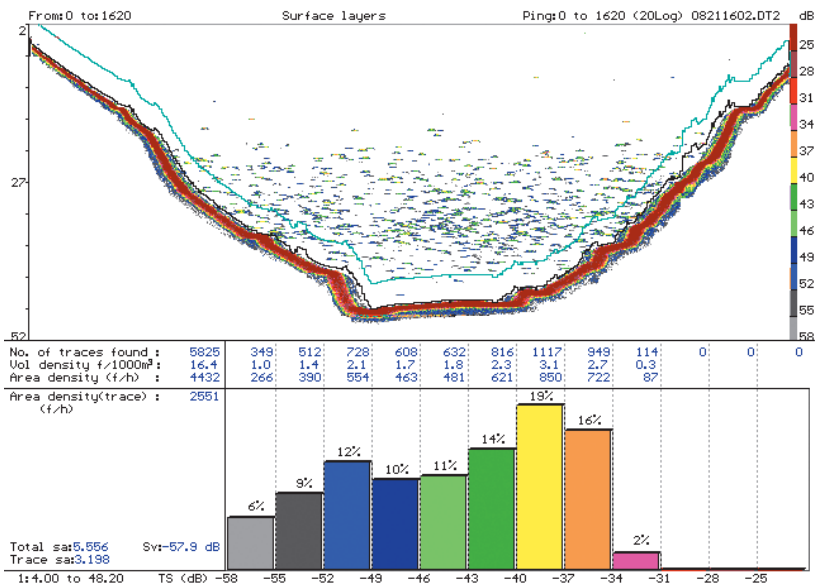 From:0 to:1620 Surface layers Ping:0 to 1620 (20Log) 08211602.DT2 dB
2
25
28
31
34
37
27
40
43
46
49
52
55
52
58
No. of traces found : 5825 349 512 728 608 632 816 1117 949 114 0 0 0
Vol density f/1000m³: 16.4 1.0 1.4 2.1 1.7 1.8 2.3 3.1 2.7 0.3
Area density (f/h) : 4432 266 390 554 463 481 621 850 722 87
Area density(trace) : 2551
(f/h)
19%
16%
14%
12%
11%
10%
9%
6%
2%
Total sa:5.556 Sv:-57.9 dB
Trace sa:3.198
1:4.00 to 48.20 TS (dB) -58 -55 -52 -49 -46 -43 -40 -37 -34 -31 -28 -25